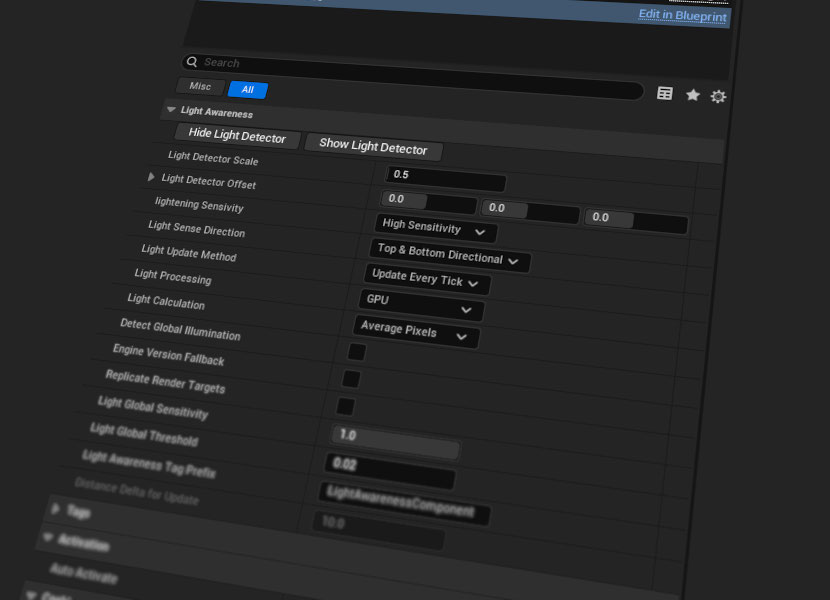 Edit in Blueprint
Search
Misc All
Light Awareness
Hide Light Detector Show Light Detector
Light Detector Scale 0.5
Light Detector Offset 0.0 0.0 0.0
lightening Sensivity High Sensitivity
Light Sense Direction Top & Bottom Directional
Light Update Method Update Every Tick
Light Processing GPU
Light Calculation Average Pixels
Detect Global Illumination
Engine Version Fallback
Replicate Render Targets
Light Global Sensitivity 1.0
Light Global Threshold 0.02
Light Awareness Tag Prefix LightAwarenessComponent
Distance Delta for Update 10.0
Tags
Activation
Auto Activate